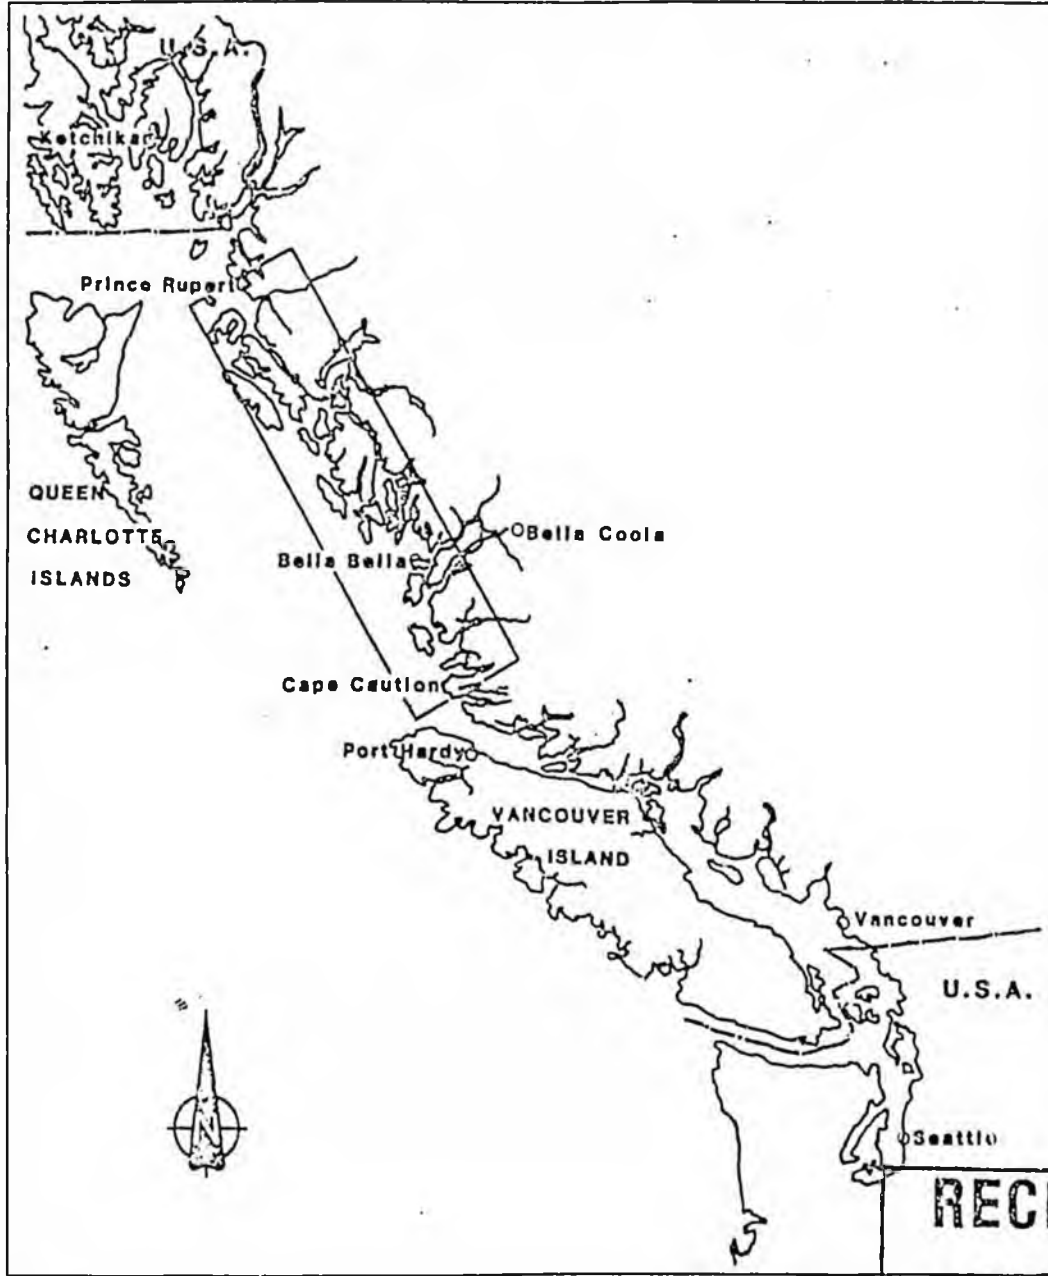 U.S.A.
Ketchikan
Prince Rupert
QUEEN
CHARLOTTE
ISLANDS
Bella Coola
Bella Bella
Cape Caution
Port Hardy
VANCOUVER
ISLAND
Vancouver
U.S.A.
N
Seattle